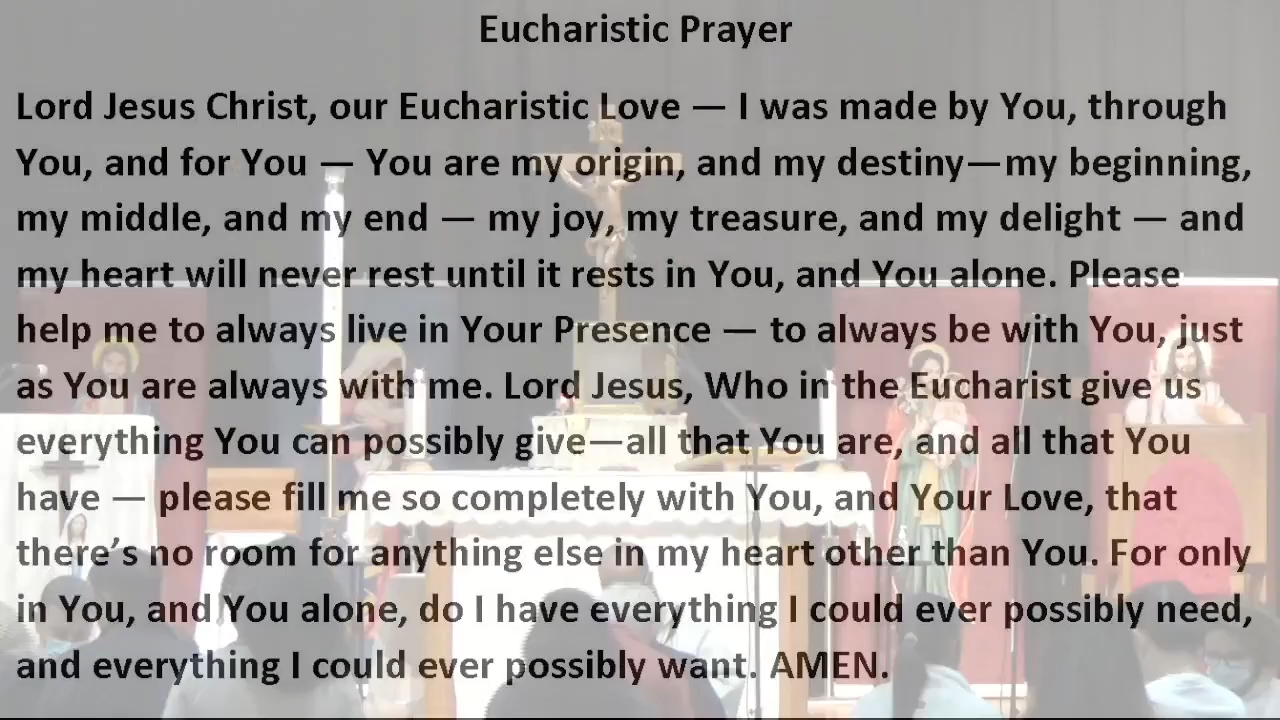 Eucharistic Prayer
Lord Jesus Christ, our Eucharistic Love — I was made by You, through
You, and for You — You are my origin, and my destiny—my beginning,
my middle, and my end — my joy, my treasure, and my delight — and
my heart will never rest until it rests in You, and You alone. Please
help me to always live in Your Presence — to always be with You, just
as You are always with me. Lord Jesus, Who in the Eucharist give us
everything You can possibly give—all that You are, and all that You
have — please fill me so completely with You, and Your Love, that
there’s no room for anything else in my heart other than You. For only
in You, and You alone, do I have everything I could ever possibly need,
and everything I could ever possibly want. AMEN.